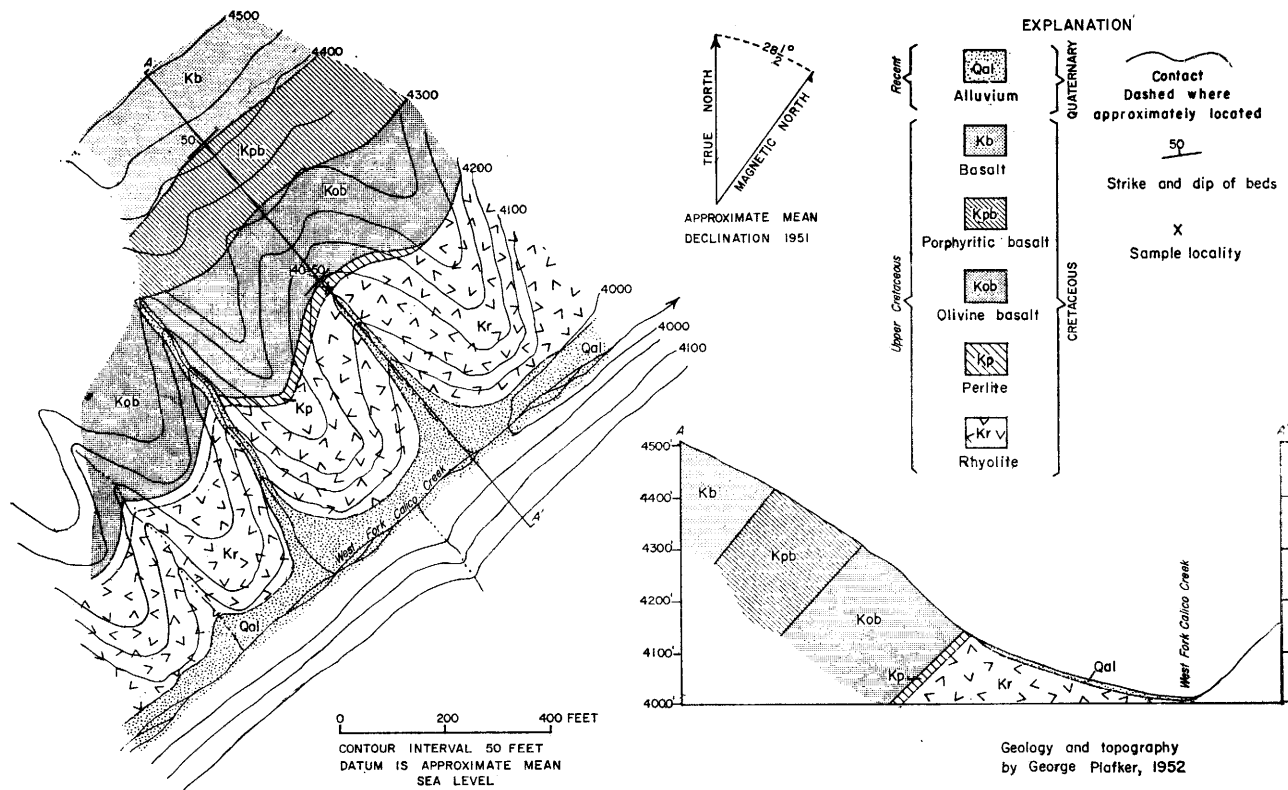 4500
4400
4300
4200
4100
4000
4000
4100
A
Kb
50
Kpb
Kob
40-50
Kr
Qal
Kob
Kp
Kr
West Fork Calico Creek
A'
Qal
0 200 400 FEET
CONTOUR INTERVAL 50 FEET
DATUM IS APPROXIMATE MEAN
SEA LEVEL
28½°
TRUE NORTH
MAGNETIC NORTH
APPROXIMATE MEAN
DECLINATION 1951
EXPLANATION
Recent
Qal
Alluvium
QUATERNARY
Upper Cretaceous
Kb
Basalt
Kpb
Porphyritic basalt
Kob
Olivine basalt
Kp
Perlite
Kr
Rhyolite
CRETACEOUS
Contact
Dashed where
approximately located
50
Strike and dip of beds
X
Sample locality
A
A'
4500'
4400'
4300'
4200'
4100'
4000'
Kb
Kpb
Kob
Kp
Kr
Qal
West Fork Calico Creek
Geology and topography
by George Plafker, 1952